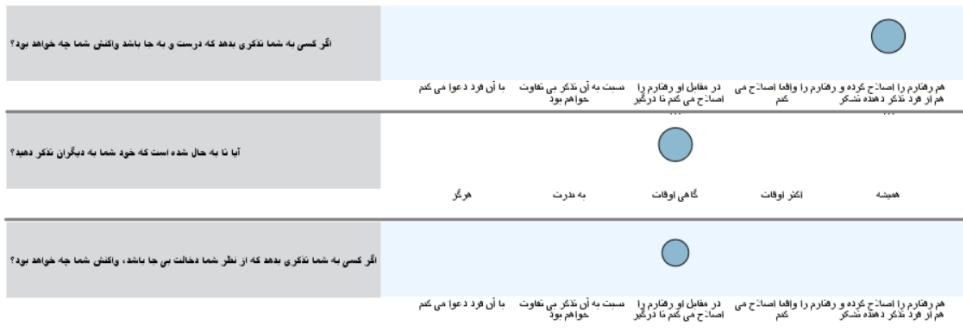 اگر کسی به شما تذکری بدهد که درست و به جا باشد واکنش شما چه خواهد بود؟
هم رفتارم را اصلاح کرده و هم از فرد تذکر دهنده تشکر ...
رفتارم را واقعا اصلاح می کنم
در مقابل او رفتارم را اصلاح می کنم تا درگیر ...
نسبت به آن تذکر بی تفاوت خواهم بود
با آن فرد دعوا می کنم
آیا تا به حال شده است که خود شما به دیگران تذکر دهید؟
همیشه
اکثر اوقات
گاهی اوقات
به ندرت
هرگز
اگر کسی به شما تذکری بدهد که از نظر شما دخالت بی جا باشد، واکنش شما چه خواهد بود؟
هم رفتارم را اصلاح کرده و هم از فرد تذکر دهنده تشکر
رفتارم را واقعا اصلاح می کنم
در مقابل او رفتارم را اصلاح می کنم تا درگیر
نسبت به آن تذکر بی تفاوت خواهم بود
با آن فرد دعوا می کنم